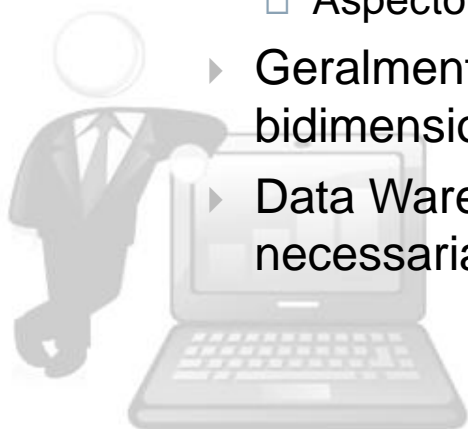 Aspecto
Geralment
bidimensio
Data Ware
necessaria